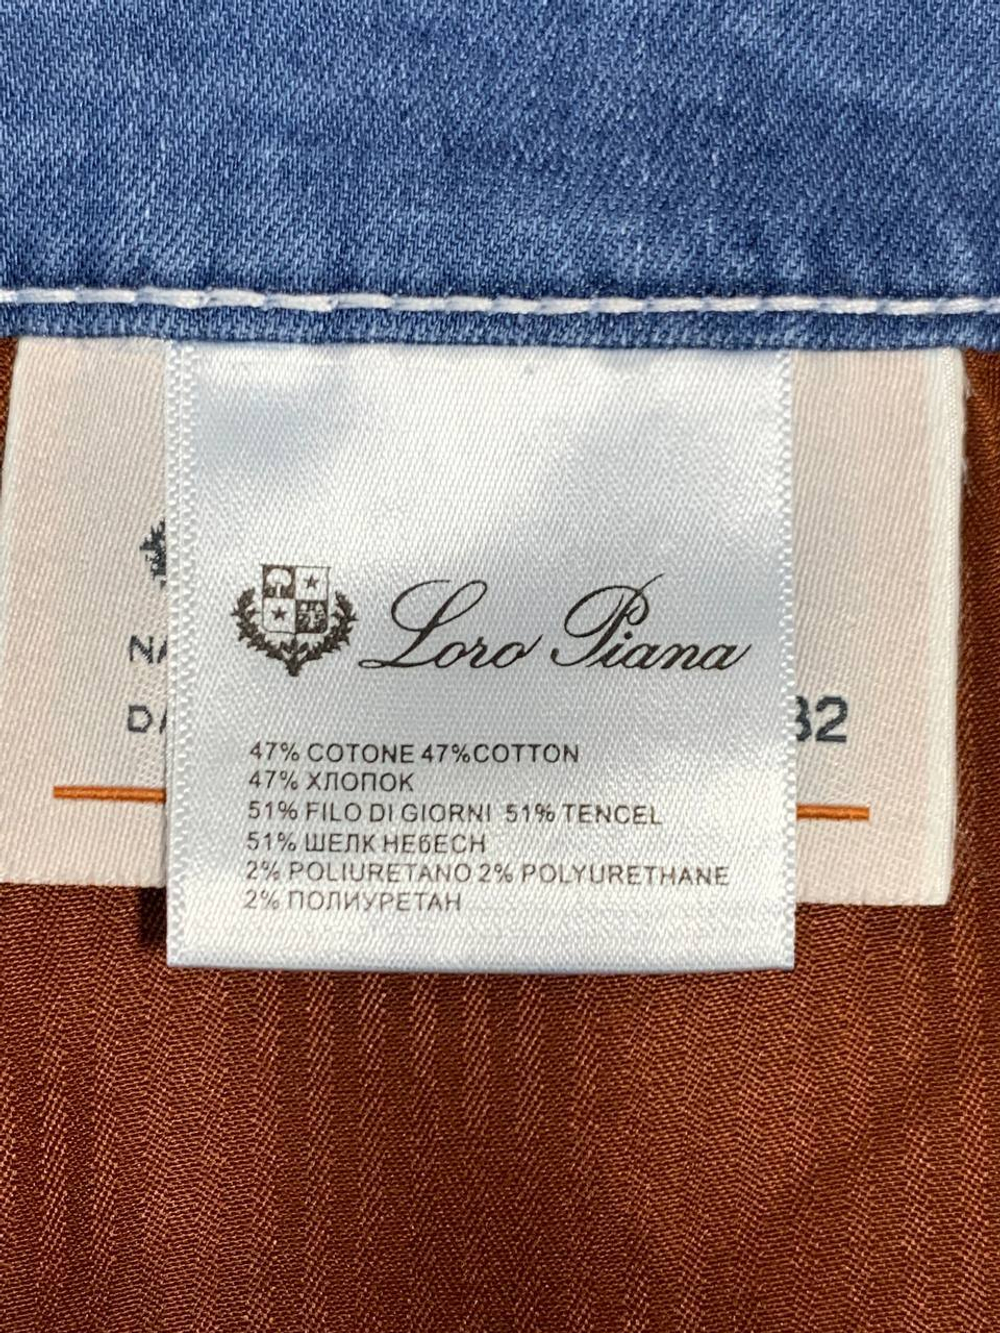 Loro Piana
47% COTONE 47%COTTON
47% ХЛОПОК
51% FILO DI GIORNI 51% TENCEL
51% ШЕЛК НЕБЕСН
2% POLIURETANO 2% POLYURETHANE
2% ПОЛИУРЕТАН
32